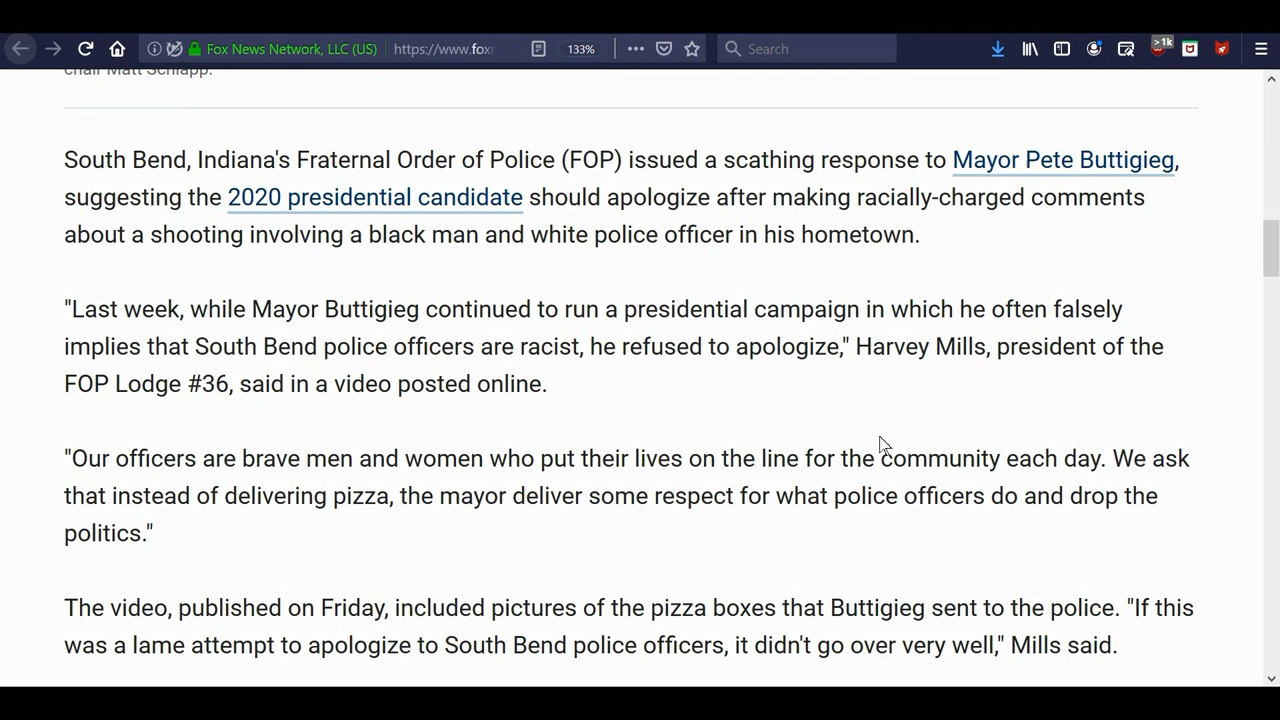 Fox News Network, LLC (US)
https://www.foxr
133%
Search
>1k
chair Matt Schlapp.
South Bend, Indiana's Fraternal Order of Police (FOP) issued a scathing response to Mayor Pete Buttigieg,
suggesting the 2020 presidential candidate should apologize after making racially-charged comments
about a shooting involving a black man and white police officer in his hometown.
"Last week, while Mayor Buttigieg continued to run a presidential campaign in which he often falsely
implies that South Bend police officers are racist, he refused to apologize," Harvey Mills, president of the
FOP Lodge #36, said in a video posted online.
"Our officers are brave men and women who put their lives on the line for the community each day. We ask
that instead of delivering pizza, the mayor deliver some respect for what police officers do and drop the
politics."
The video, published on Friday, included pictures of the pizza boxes that Buttigieg sent to the police. "If this
was a lame attempt to apologize to South Bend police officers, it didn't go over very well," Mills said.